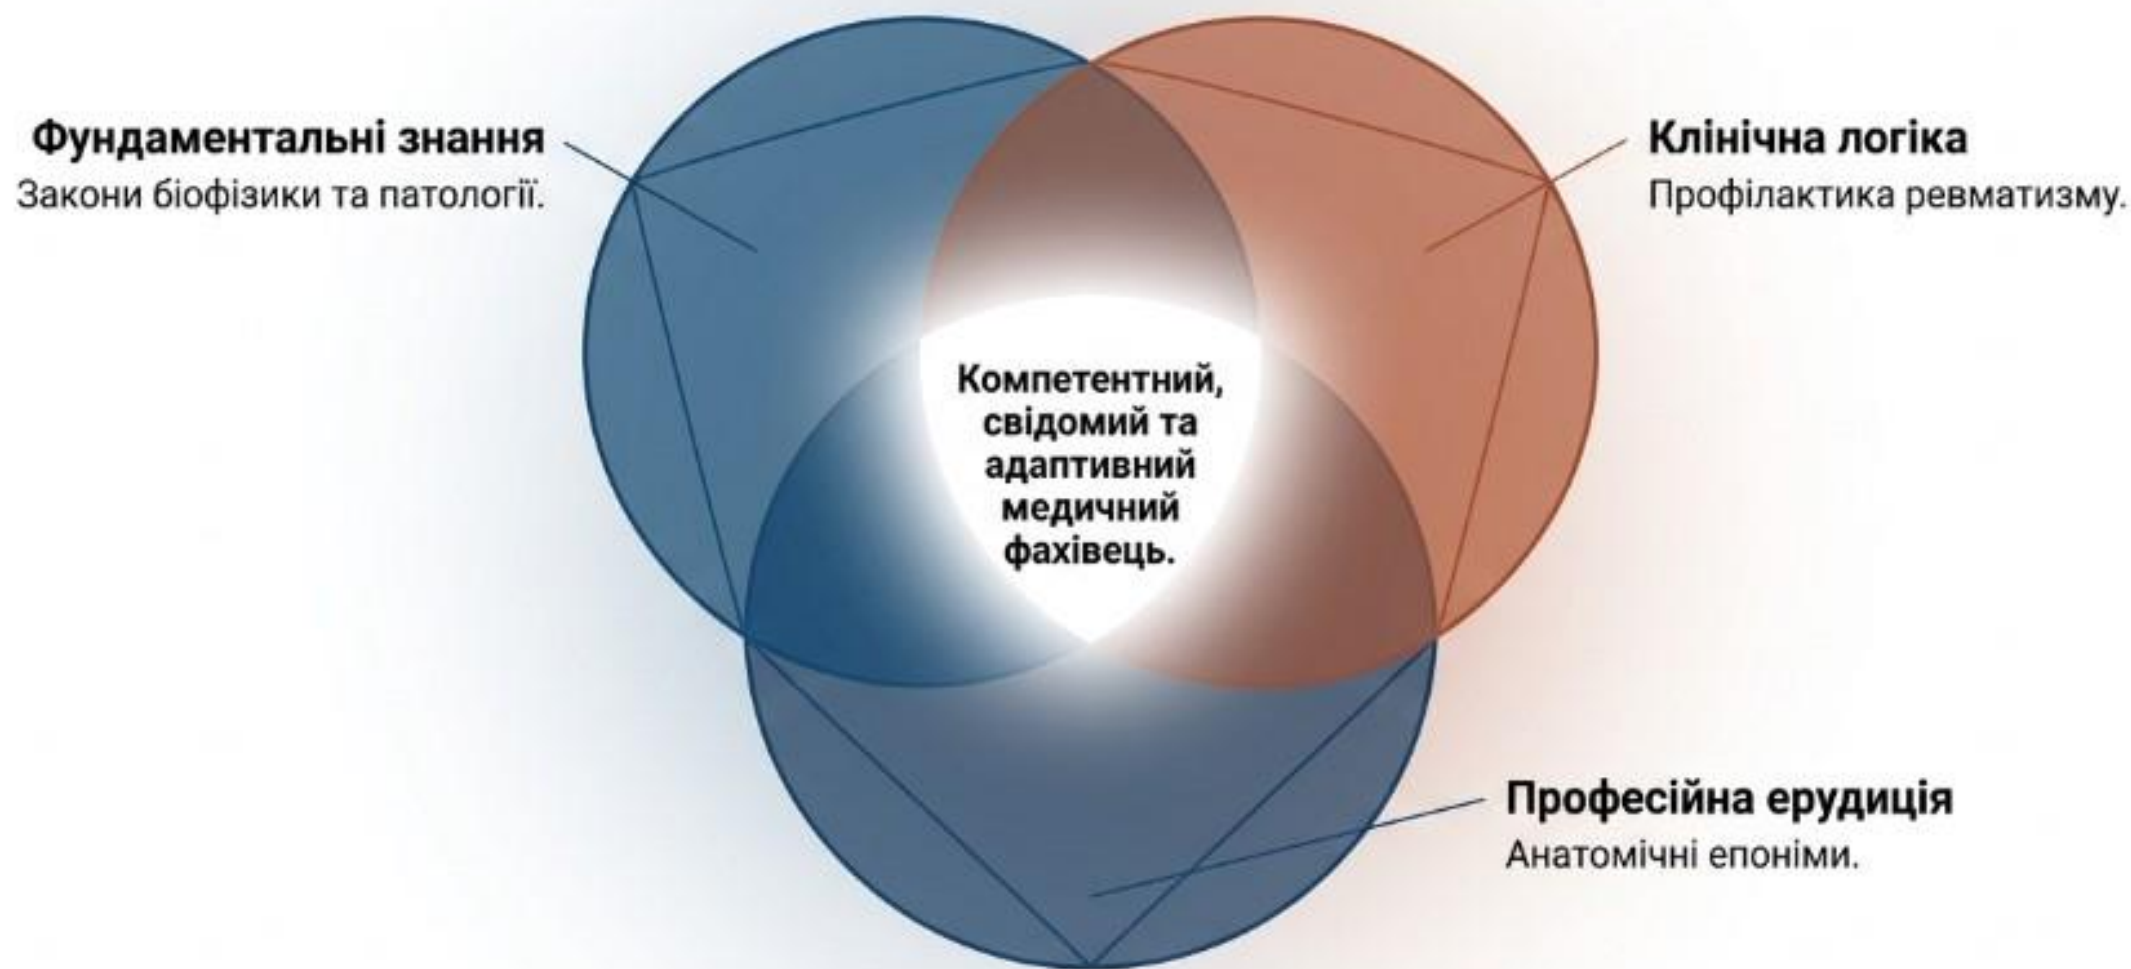 Фундаментальні знання
Закони біофізики та патології.
Клінічна логіка
Профілактика ревматизму.
Компетентний,
свідомий та
адаптивний
медичний
фахівець.
Професійна ерудиція
Анатомічні епоніми.